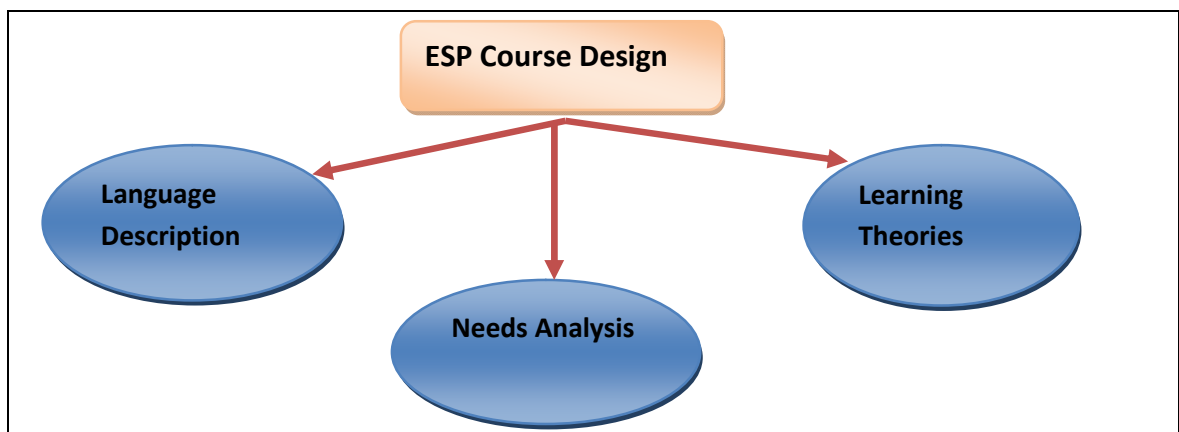 ESP Course Design
Language
Description
Needs Analysis
Learning
Theories